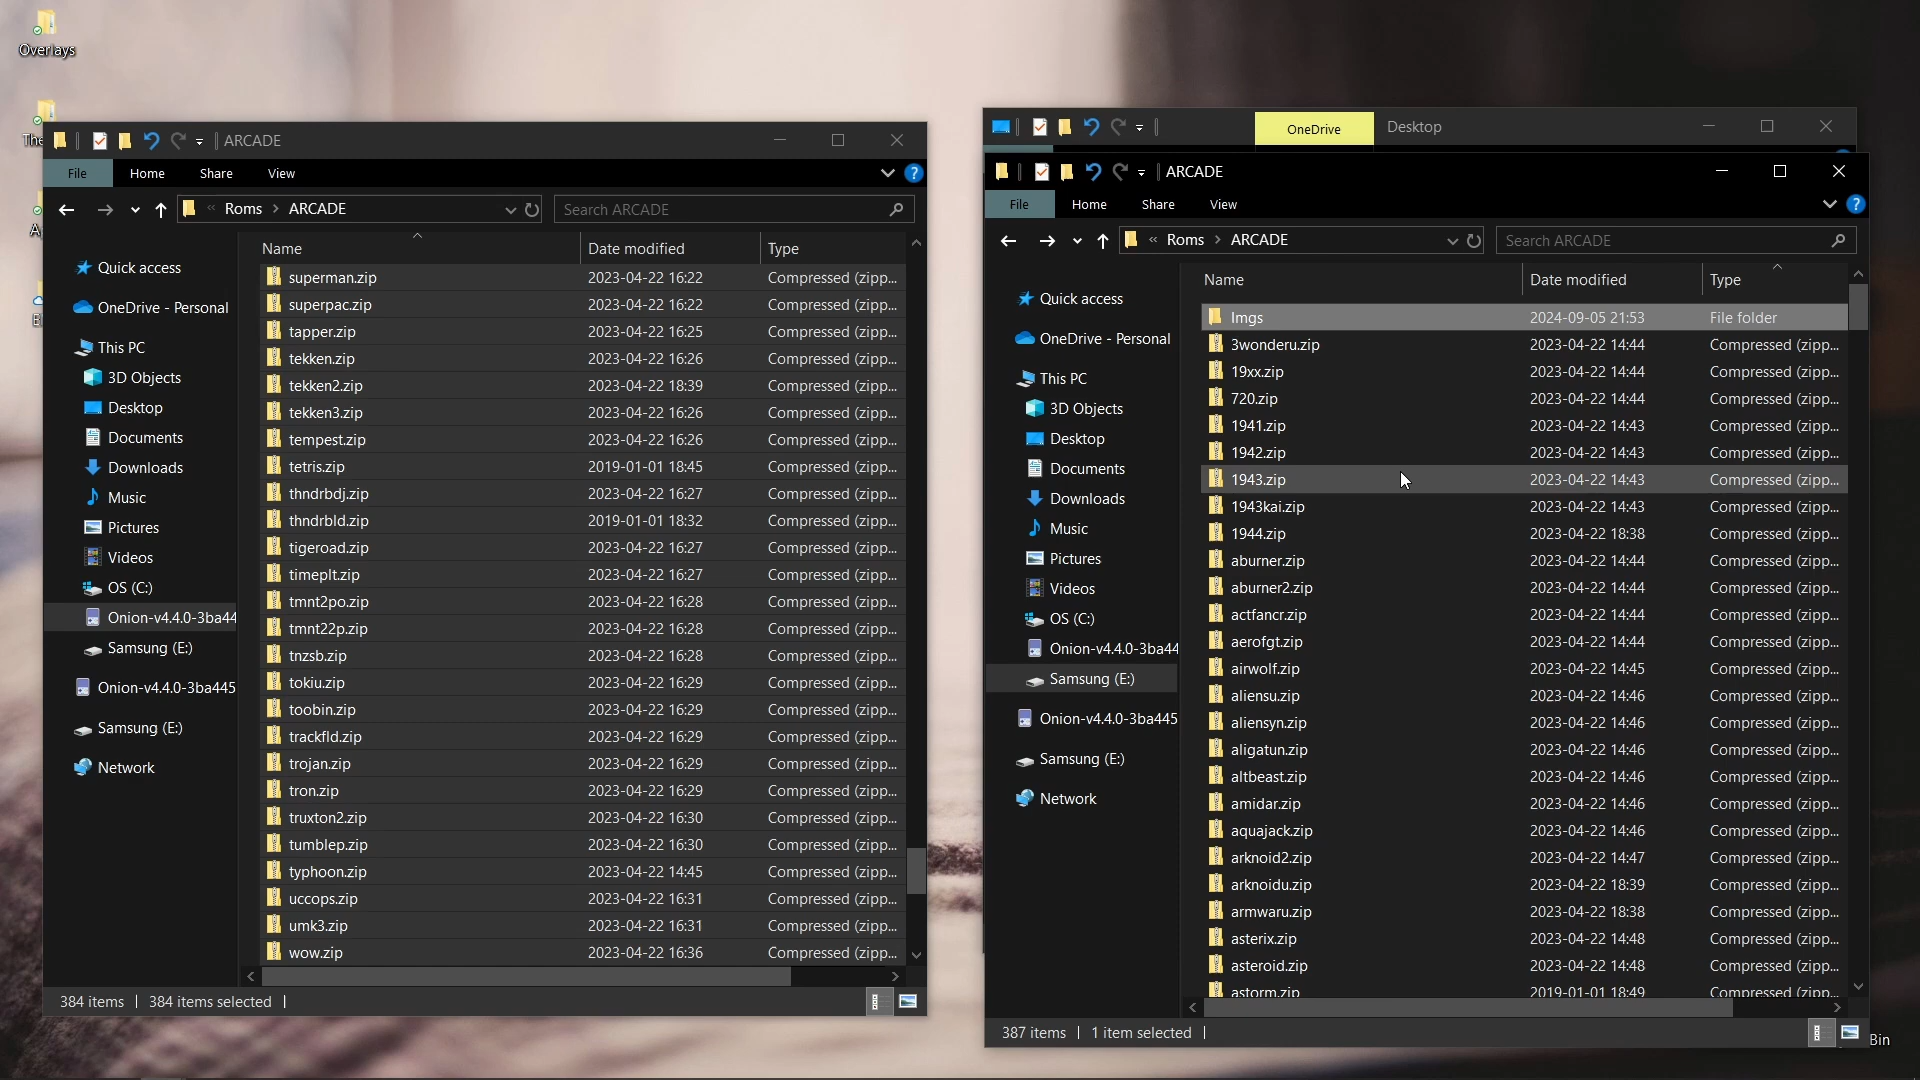 Overlays
ARCADE
File
Home
Share
View
Roms
ARCADE
Search ARCADE
Name
Date modified
Type
Quick access
OneDrive - Personal
This PC
3D Objects
Desktop
Documents
Downloads
Music
Pictures
Videos
OS (C:)
Onion-v4.4.0-3ba44
Samsung (E:)
Onion-v4.4.0-3ba445
Samsung (E:)
Network
superman.zip 2023-04-22 16:22 Compressed (zipp...
superpac.zip 2023-04-22 16:22 Compressed (zipp...
tapper.zip 2023-04-22 16:25 Compressed (zipp...
tekken.zip 2023-04-22 16:26 Compressed (zipp...
tekken2.zip 2023-04-22 18:39 Compressed (zipp...
tekken3.zip 2023-04-22 16:26 Compressed (zipp...
tempest.zip 2023-04-22 16:26 Compressed (zipp...
tetris.zip 2019-01-01 18:45 Compressed (zipp...
thndrbdj.zip 2023-04-22 16:27 Compressed (zipp...
thndrbld.zip 2019-01-01 18:32 Compressed (zipp...
tigeroad.zip 2023-04-22 16:27 Compressed (zipp...
timeplt.zip 2023-04-22 16:27 Compressed (zipp...
tmnt2po.zip 2023-04-22 16:28 Compressed (zipp...
tmnt22p.zip 2023-04-22 16:28 Compressed (zipp...
tnzsb.zip 2023-04-22 16:28 Compressed (zipp...
tokiu.zip 2023-04-22 16:29 Compressed (zipp...
toobin.zip 2023-04-22 16:29 Compressed (zipp...
trackfld.zip 2023-04-22 16:29 Compressed (zipp...
trojan.zip 2023-04-22 16:29 Compressed (zipp...
tron.zip 2023-04-22 16:29 Compressed (zipp...
truxton2.zip 2023-04-22 16:30 Compressed (zipp...
tumblep.zip 2023-04-22 16:30 Compressed (zipp...
typhoon.zip 2023-04-22 14:45 Compressed (zipp...
uccops.zip 2023-04-22 16:31 Compressed (zipp...
umk3.zip 2023-04-22 16:31 Compressed (zipp...
wow.zip 2023-04-22 16:36 Compressed (zipp...
384 items
384 items selected
OneDrive
Desktop
ARCADE
File
Home
Share
View
Roms
ARCADE
Search ARCADE
Name
Date modified
Type
Quick access
OneDrive - Personal
This PC
3D Objects
Desktop
Documents
Downloads
Music
Pictures
Videos
OS (C:)
Onion-v4.4.0-3ba44
Samsung (E:)
Onion-v4.4.0-3ba445
Samsung (E:)
Network
Imgs 2024-09-05 21:53 File folder
3wonderu.zip 2023-04-22 14:44 Compressed (zipp...
19xx.zip 2023-04-22 14:44 Compressed (zipp...
720.zip 2023-04-22 14:44 Compressed (zipp...
1941.zip 2023-04-22 14:43 Compressed (zipp...
1942.zip 2023-04-22 14:43 Compressed (zipp...
1943.zip 2023-04-22 14:43 Compressed (zipp...
1943kai.zip 2023-04-22 14:43 Compressed (zipp...
1944.zip 2023-04-22 18:38 Compressed (zipp...
aburner.zip 2023-04-22 14:44 Compressed (zipp...
aburner2.zip 2023-04-22 14:44 Compressed (zipp...
actfancr.zip 2023-04-22 14:44 Compressed (zipp...
aerofgt.zip 2023-04-22 14:44 Compressed (zipp...
airwolf.zip 2023-04-22 14:45 Compressed (zipp...
aliensu.zip 2023-04-22 14:46 Compressed (zipp...
aliensyn.zip 2023-04-22 14:46 Compressed (zipp...
aligatun.zip 2023-04-22 14:46 Compressed (zipp...
altbeast.zip 2023-04-22 14:46 Compressed (zipp...
amidar.zip 2023-04-22 14:46 Compressed (zipp...
aquajack.zip 2023-04-22 14:46 Compressed (zipp...
arknoid2.zip 2023-04-22 14:47 Compressed (zipp...
arknoidu.zip 2023-04-22 18:39 Compressed (zipp...
armwaru.zip 2023-04-22 18:38 Compressed (zipp...
asterix.zip 2023-04-22 14:48 Compressed (zipp...
asteroid.zip 2023-04-22 14:48 Compressed (zipp...
astorm.zip 2019-01-01 18:49 Compressed (zipp...
387 items
1 item selected
Bin